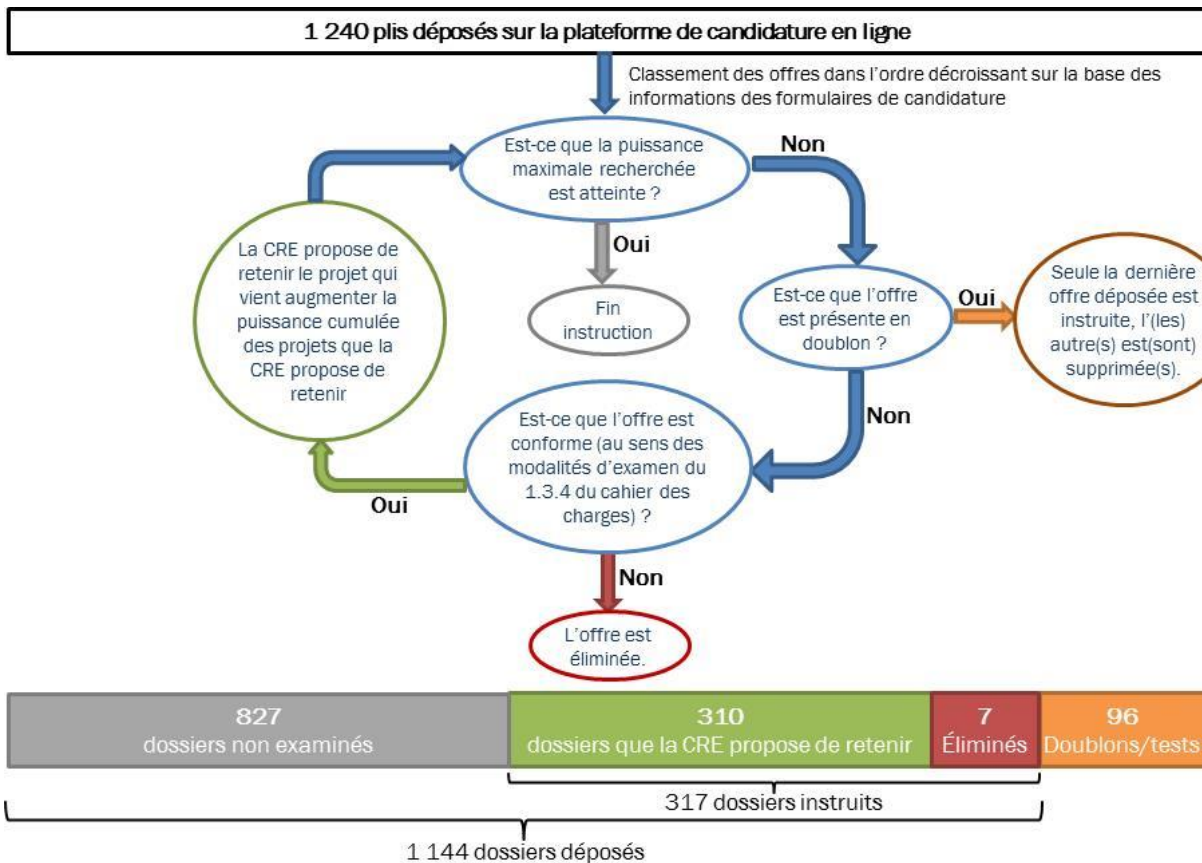 1 240 plis déposés sur la plateforme de candidature en ligne
Classement des offres dans l'ordre décroissant sur la base des
informations des formulaires de candidature
Est-ce que la puissance
maximale recherchée
est atteinte ?
Non
Oui
Fin
instruction
La CRE propose de
retenir le projet qui
vient augmenter la
puissance cumulée
des projets que la
CRE propose de
retenir
Est-ce que l'offre
est présente en
doublon ?
Oui
Seule la dernière
offre déposée est
instruite, l'(les)
autre(s) est(sont)
supprimée(s).
Non
Est-ce que l'offre est
conforme (au sens des
modalités d'examen du
1.3.4 du cahier des
charges) ?
Oui
Non
L'offre est
éliminée.
827
dossiers non examinés
310
dossiers que la CRE propose de retenir
7
Éliminés
96
Doublons/tests
317 dossiers instruits
1 144 dossiers déposés